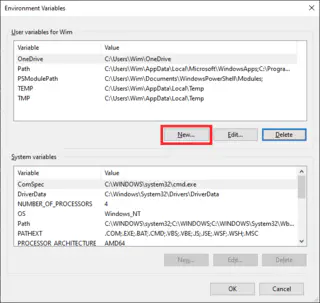 Environment Variables
User variables for Wim
Variable Value
OneDrive C:\Users\Wim\OneDrive
Path C:\Users\Wim\AppData\Local\Microsoft\WindowsApps;C:\Progra...
PSModulePath C:\Users\Wim\Documents\WindowsPowerShell\Modules;
TEMP C:\Users\Wim\AppData\Local\Temp
TMP C:\Users\Wim\AppData\Local\Temp
New... Edit... Delete
System variables
Variable Value
ComSpec C:\WINDOWS\system32\cmd.exe
DriverData C:\Windows\System32\Drivers\DriverData
NUMBER_OF_PROCESSORS 4
OS Windows_NT
Path C:\WINDOWS\system32;C:\WINDOWS;C:\WINDOWS\System32\Wb...
PATHEXT .COM;.EXE;.BAT;.CMD;.VBS;.VBE;.JS;.JSE;.WSF;.WSH;.MSC
PROCESSOR_ARCHITECTURE AMD64
New... Edit... Delete
OK Cancel